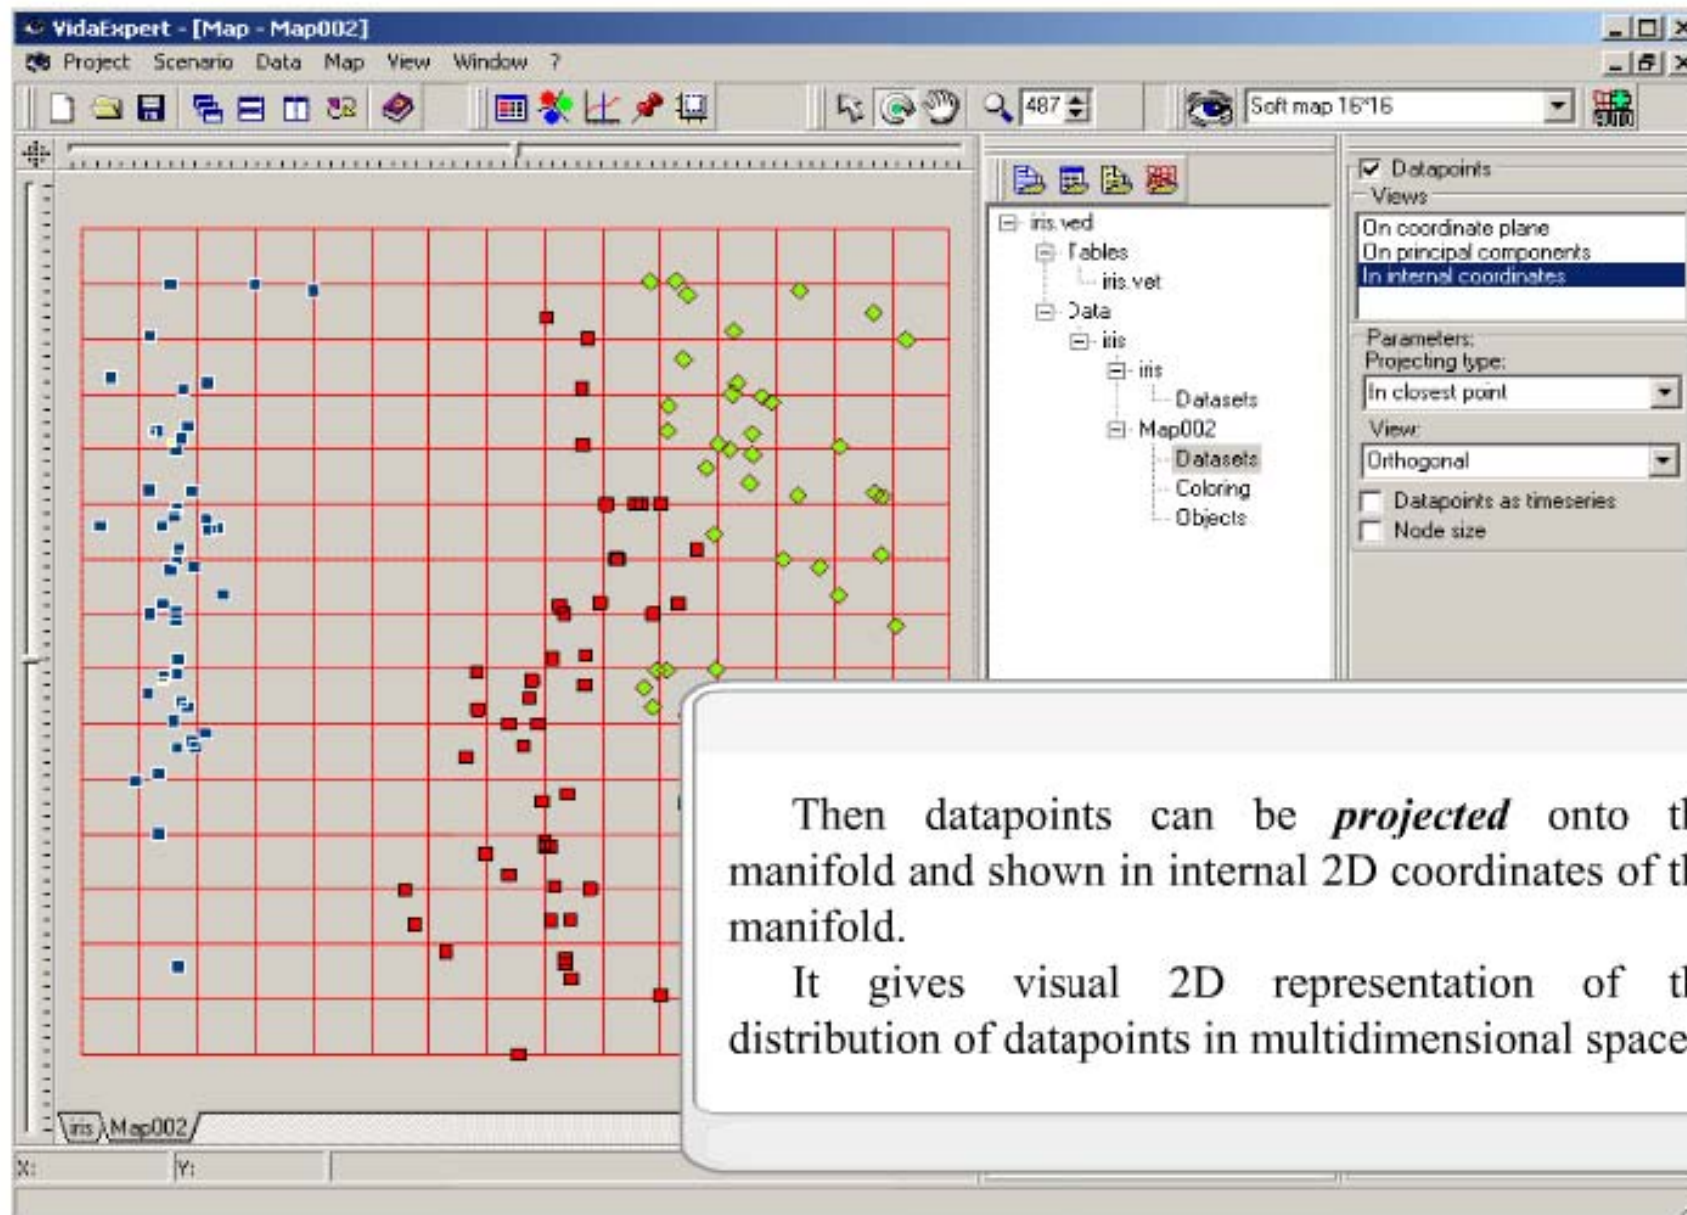 VidaExpert - [Map - Map002]
Project Scenario Data Map View Window ?
487
Soft map 16*16
iris.ved
Tables
iris.vet
Data
iris
iris
Datasets
Map002
Datasets
Coloring
Objects
Datapoints
Views
On coordinate plane
On principal components
In internal coordinates
Parameters:
Projecting type:
In closest point
View:
Orthogonal
Datapoints as timeseries
Node size
Then datapoints can be projected onto th
manifold and shown in internal 2D coordinates of th
manifold.
It gives visual 2D representation of th
distribution of datapoints in multidimensional space
iris Map002
X: Y: